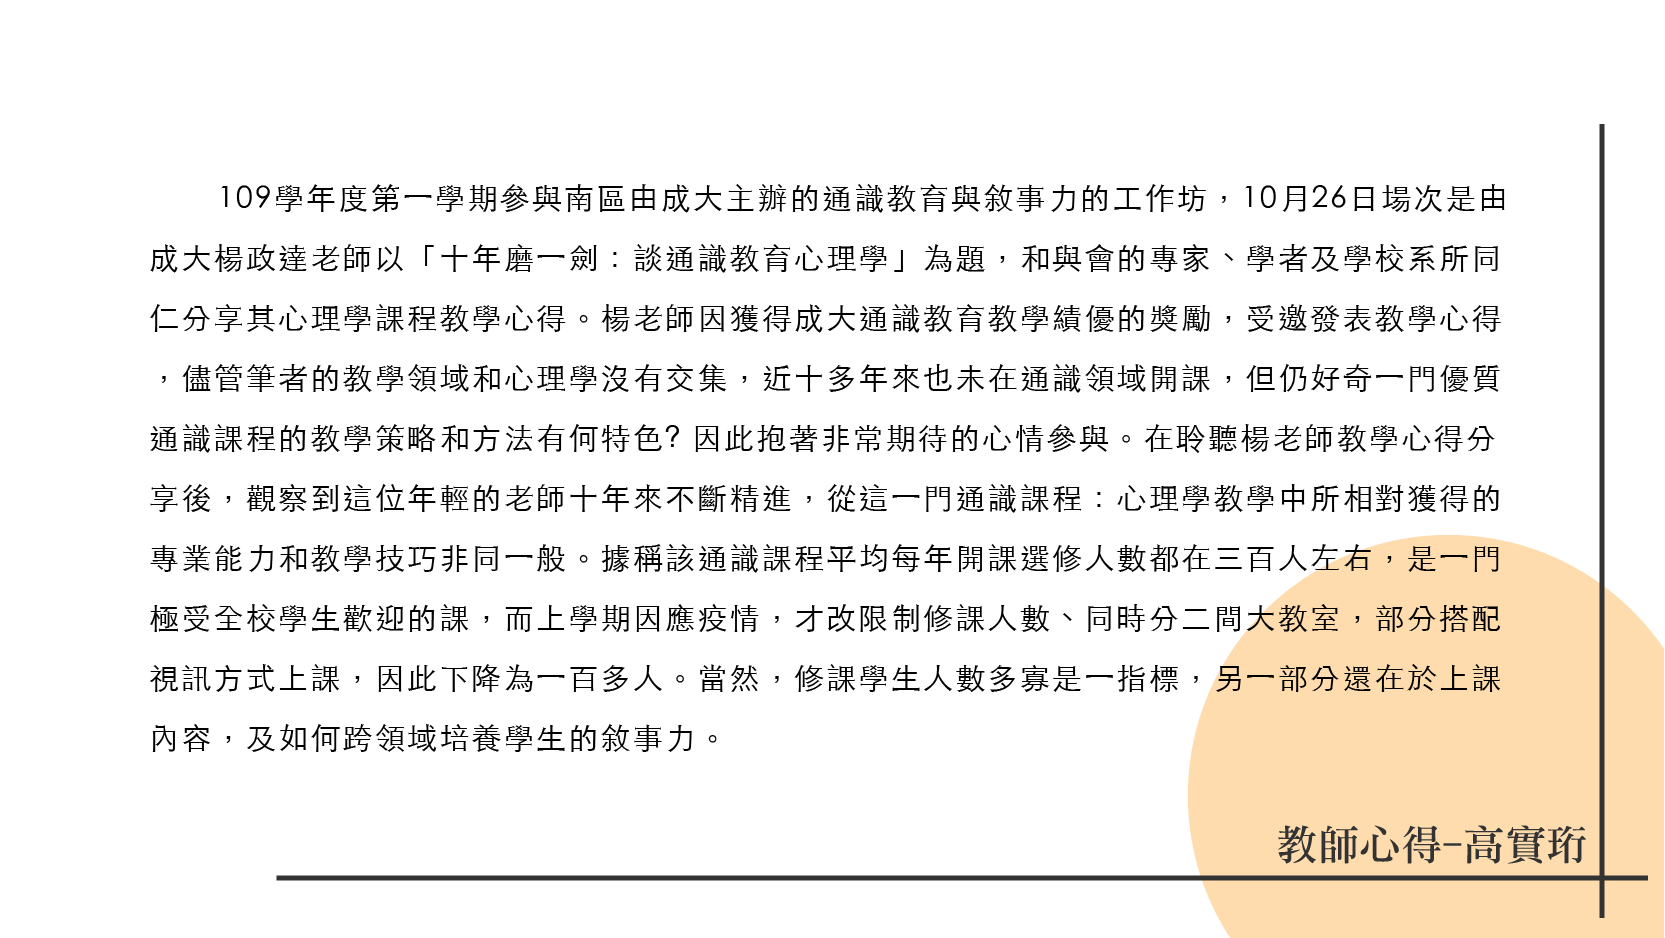 109學年度第一學期參與南區由成大主辦的通識教育與敘事力的工作坊，10月26日場次是由
成大楊政達老師以「十年磨一劍：談通識教育心理學」為題，和與會的專家、學者及學校系所同
仁分享其心理學課程教學心得。楊老師因獲得成大通識教育教學績優的獎勵，受邀發表教學心得
，儘管筆者的教學領域和心理學沒有交集，近十多年來也未在通識領域開課，但仍好奇一門優質
通識課程的教學策略和方法有何特色? 因此抱著非常期待的心情參與。在聆聽楊老師教學心得分
享後，觀察到這位年輕的老師十年來不斷精進，從這一門通識課程：心理學教學中所相對獲得的
專業能力和教學技巧非同一般。據稱該通識課程平均每年開課選修人數都在三百人左右，是一門
極受全校學生歡迎的課，而上學期因應疫情，才改限制修課人數、同時分二間大教室，部分搭配
視訊方式上課，因此下降為一百多人。當然，修課學生人數多寡是一指標，另一部分還在於上課
內容，及如何跨領域培養學生的敘事力。
教師心得-高實珩